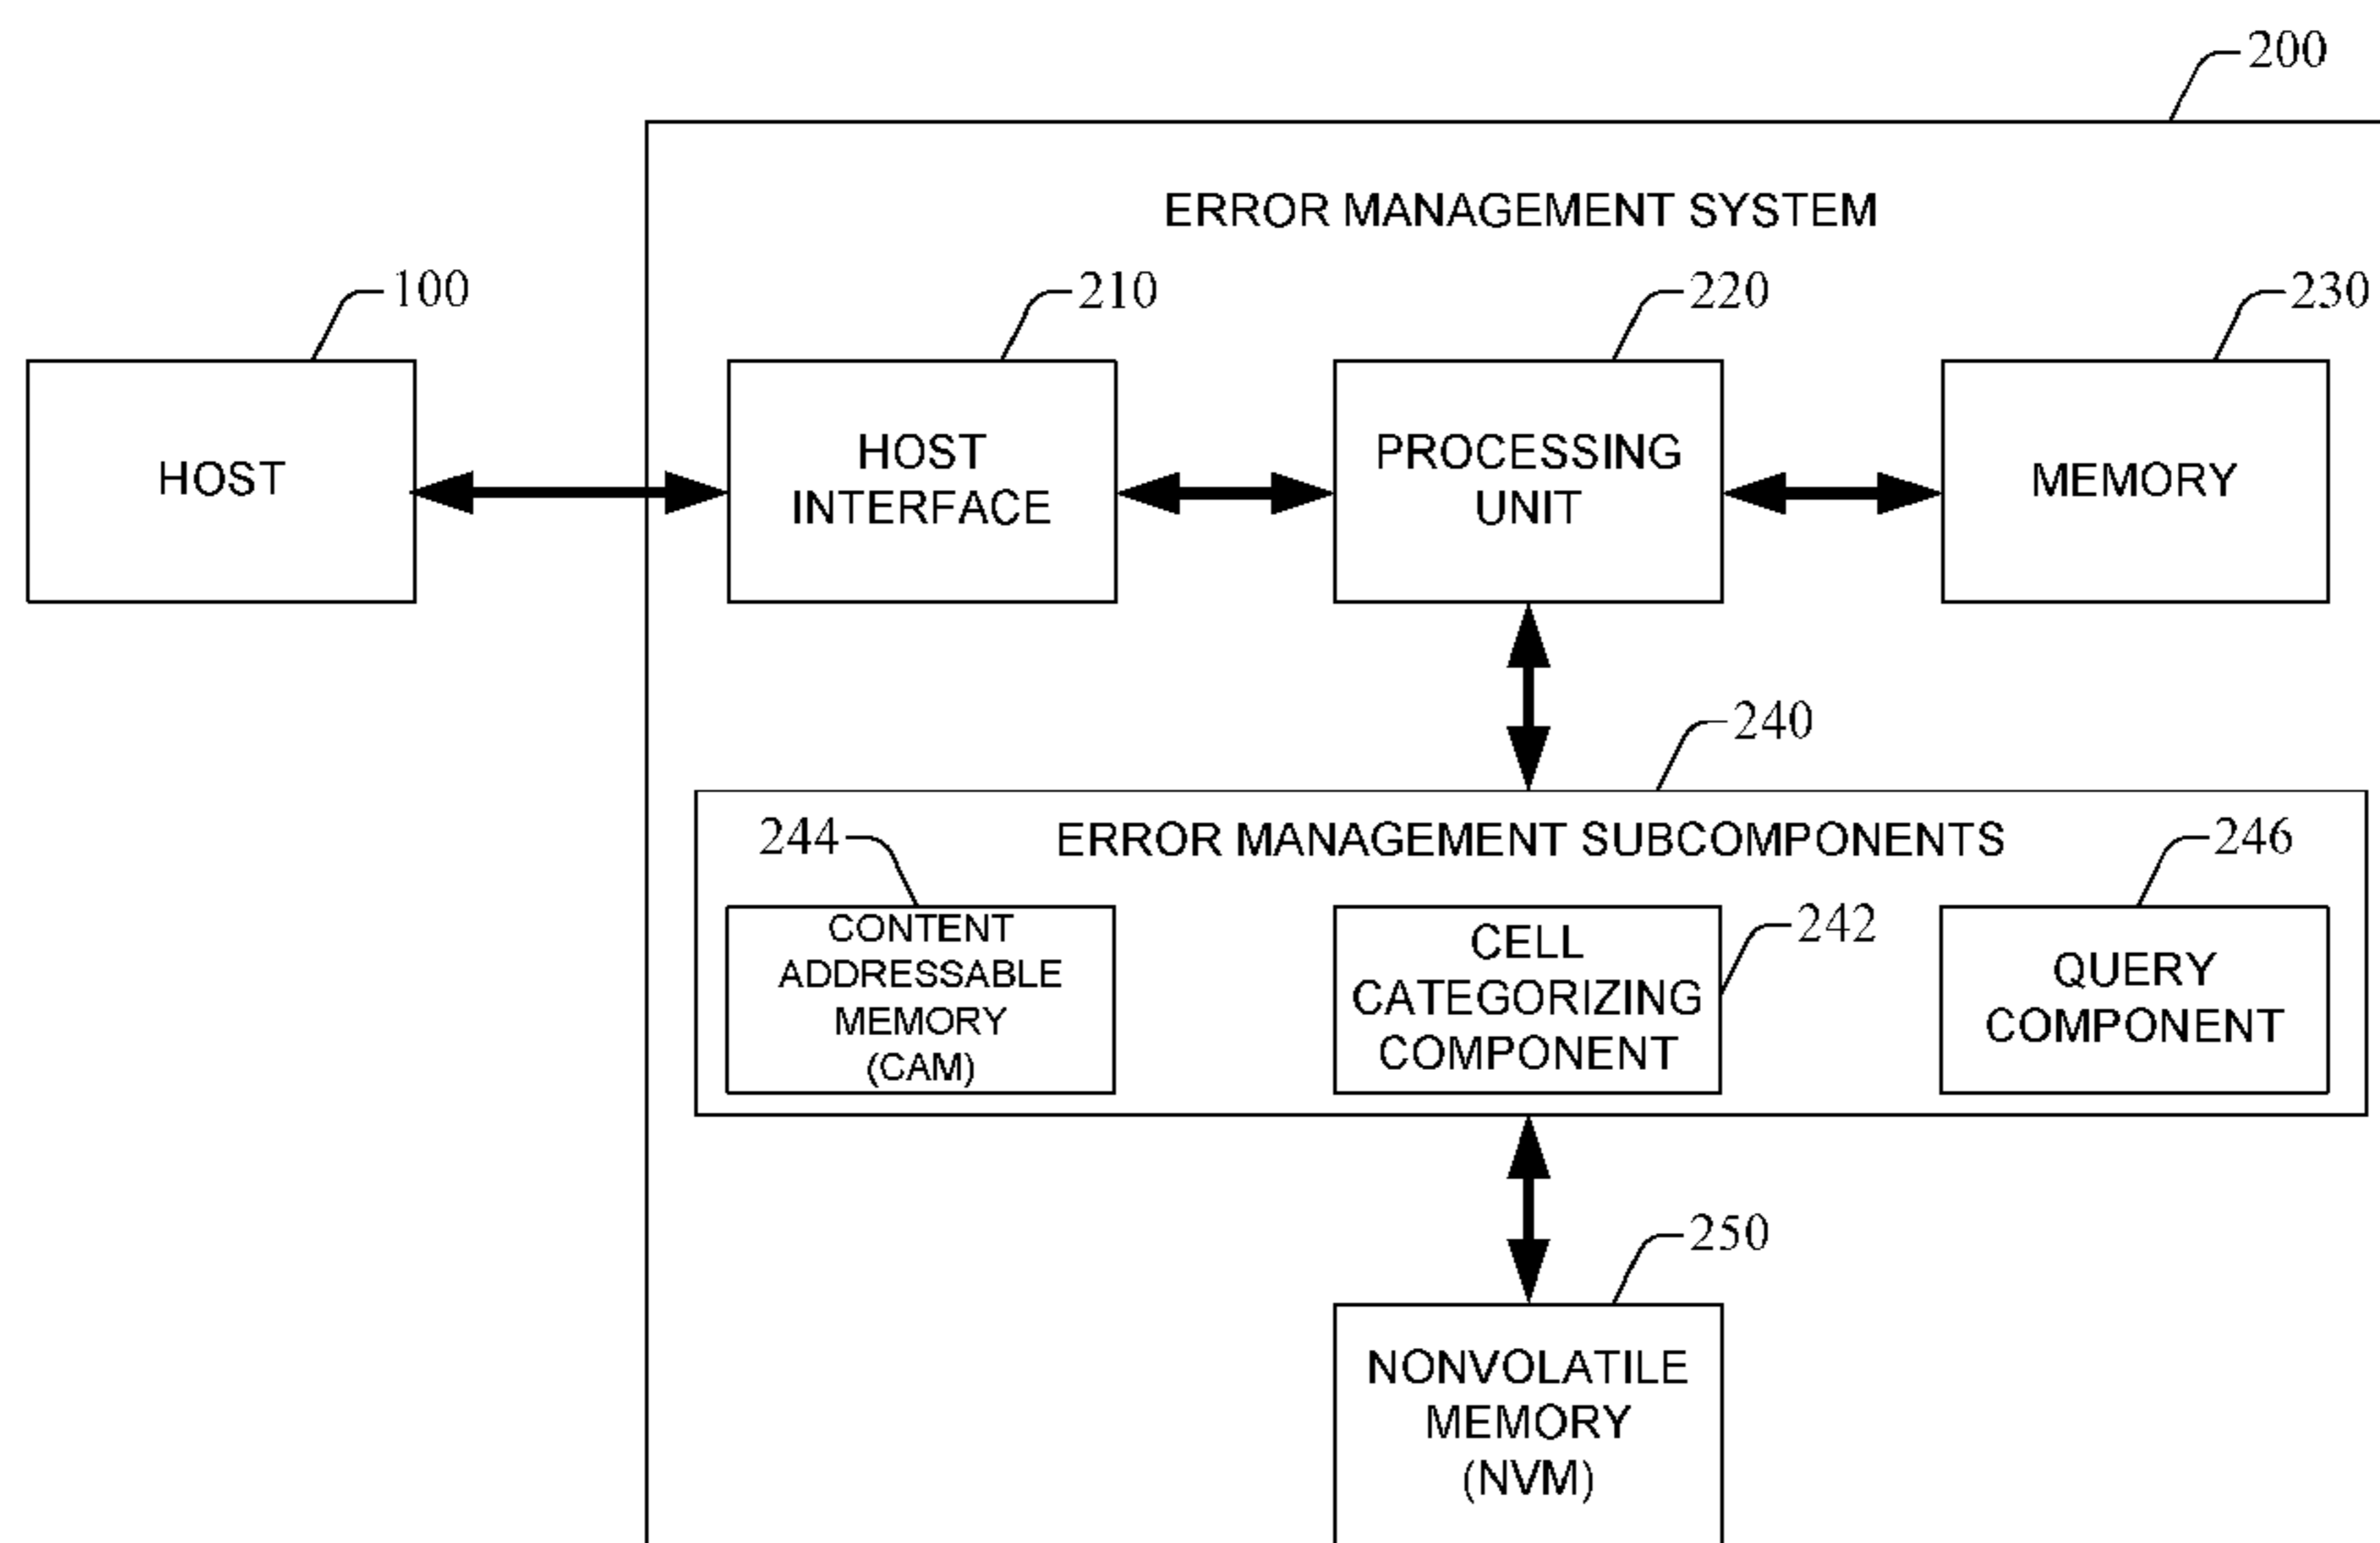 200
ERROR MANAGEMENT SYSTEM
100
210
220
230
HOST
HOST
INTERFACE
PROCESSING
UNIT
MEMORY
240
ERROR MANAGEMENT SUBCOMPONENTS
244
246
242
CONTENT
ADDRESSABLE
MEMORY
(CAM)
CELL
CATEGORIZING
COMPONENT
QUERY
COMPONENT
250
NONVOLATILE
MEMORY
(NVM)